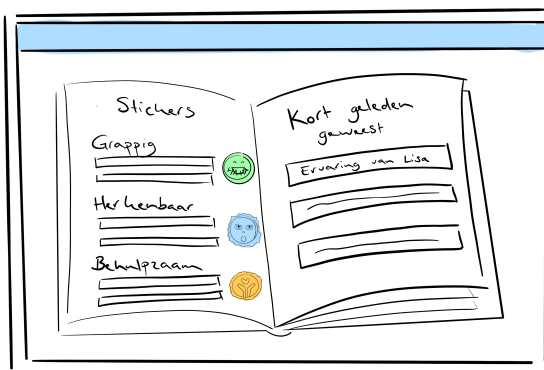 Stickers
Grappig
Herkenbaar
Behulpzaam
Kort geleden
geweest
Ervaring van Lisa